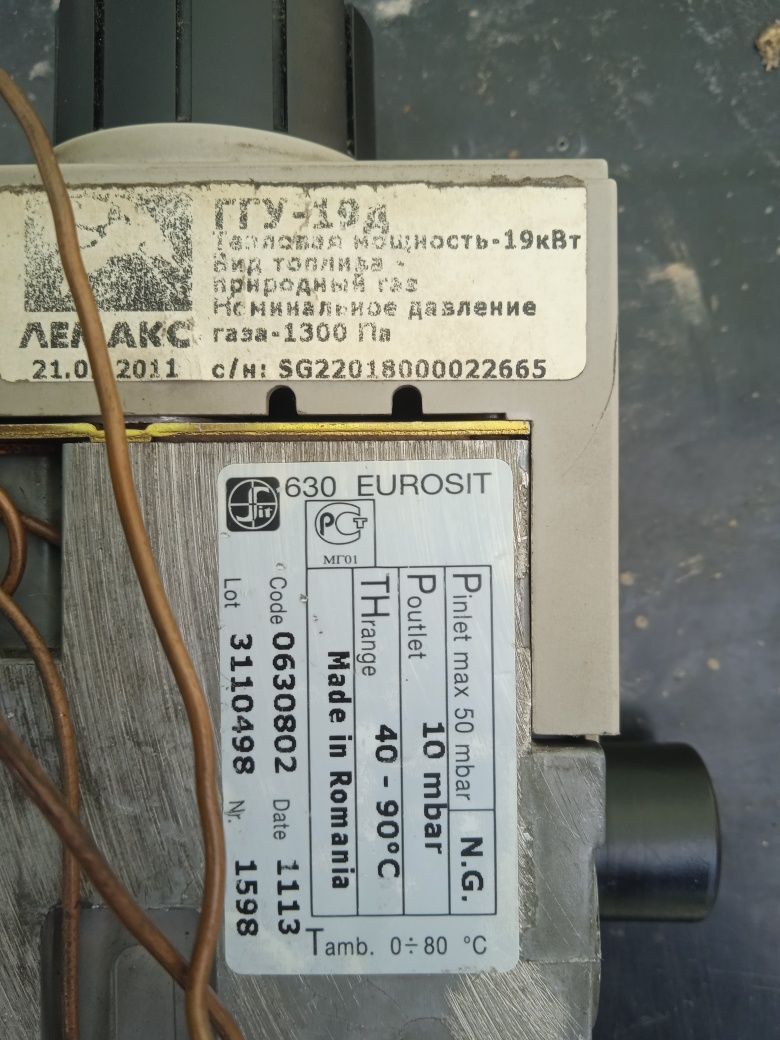 ГГУ-19д
Тепловая мощность-19кВт
Вид топлива -
природный газ
Номинальное давление
газа-1300 Па
ЛЕМАКС
2011
с/н: SG22018000022665
sit
630 EUROSIT
МГ01
Pinlet max 50 mbar N.G.
Poutlet 10 mbar
THrange 40 - 90°C
Made in Romania
Code 0630802 Date 1113
Lot 3110498 Nr. 1598
Tamb. 0÷80 °C